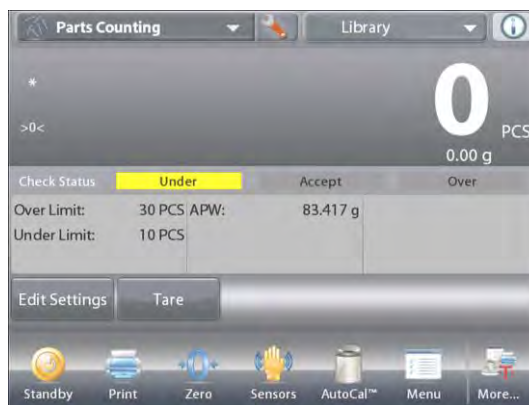 Parts Counting Library
*
>0<
0 PCS
0.00 g
Check Status Under Accept Over
Over Limit: 30 PCS APW: 83.417 g
Under Limit: 10 PCS
Edit Settings Tare
Standby Print Zero Sensors AutoCal™ Menu More...